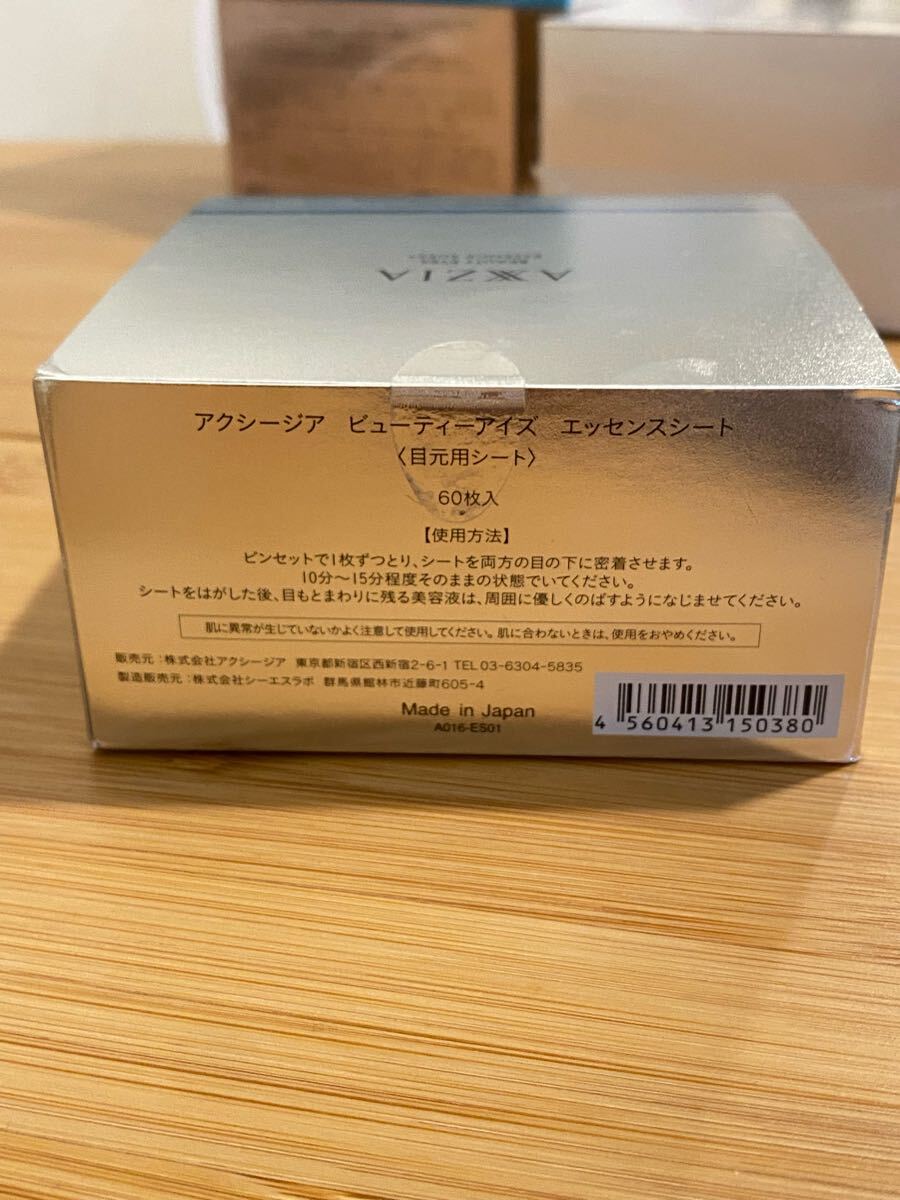 AXXZIA
BEAUTY EYES
ESSENCE SHEET
アクシージア　ビューティーアイズ　エッセンスシート
〈目元用シート〉
60枚入
【使用方法】
ピンセットで1枚ずつとり、シートを両方の目の下に密着させます。
10分〜15分程度そのままの状態でいてください。
シートをはがした後、目もとまわりに残る美容液は、周囲に優しくのばすようになじませてください。
肌に異常が生じていないかよく注意して使用してください。肌に合わないときは、使用をおやめください。
販売元：株式会社アクシージア 東京都新宿区西新宿2-6-1 TEL 03-6304-5835
製造販売元：株式会社シーエスラボ 群馬県館林市近藤町605-4
Made in Japan
A016-ES01
4 560413 150380